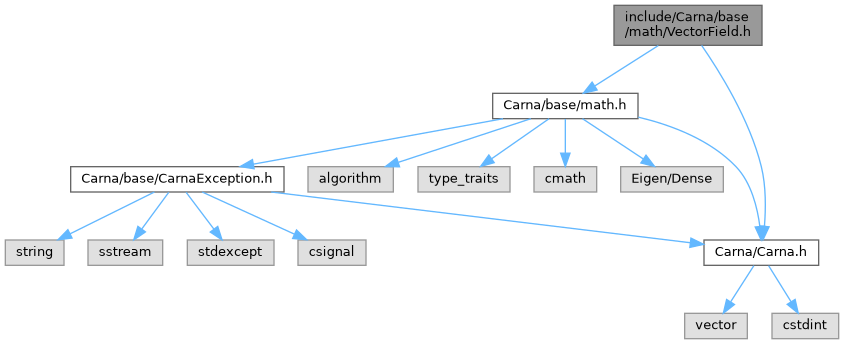 include/Carna/base
/math/VectorField.h
Carna/base/math.h
Carna/base/CarnaException.h
algorithm
type_traits
cmath
Eigen/Dense
string
sstream
stdexcept
csignal
Carna/Carna.h
vector
cstdint